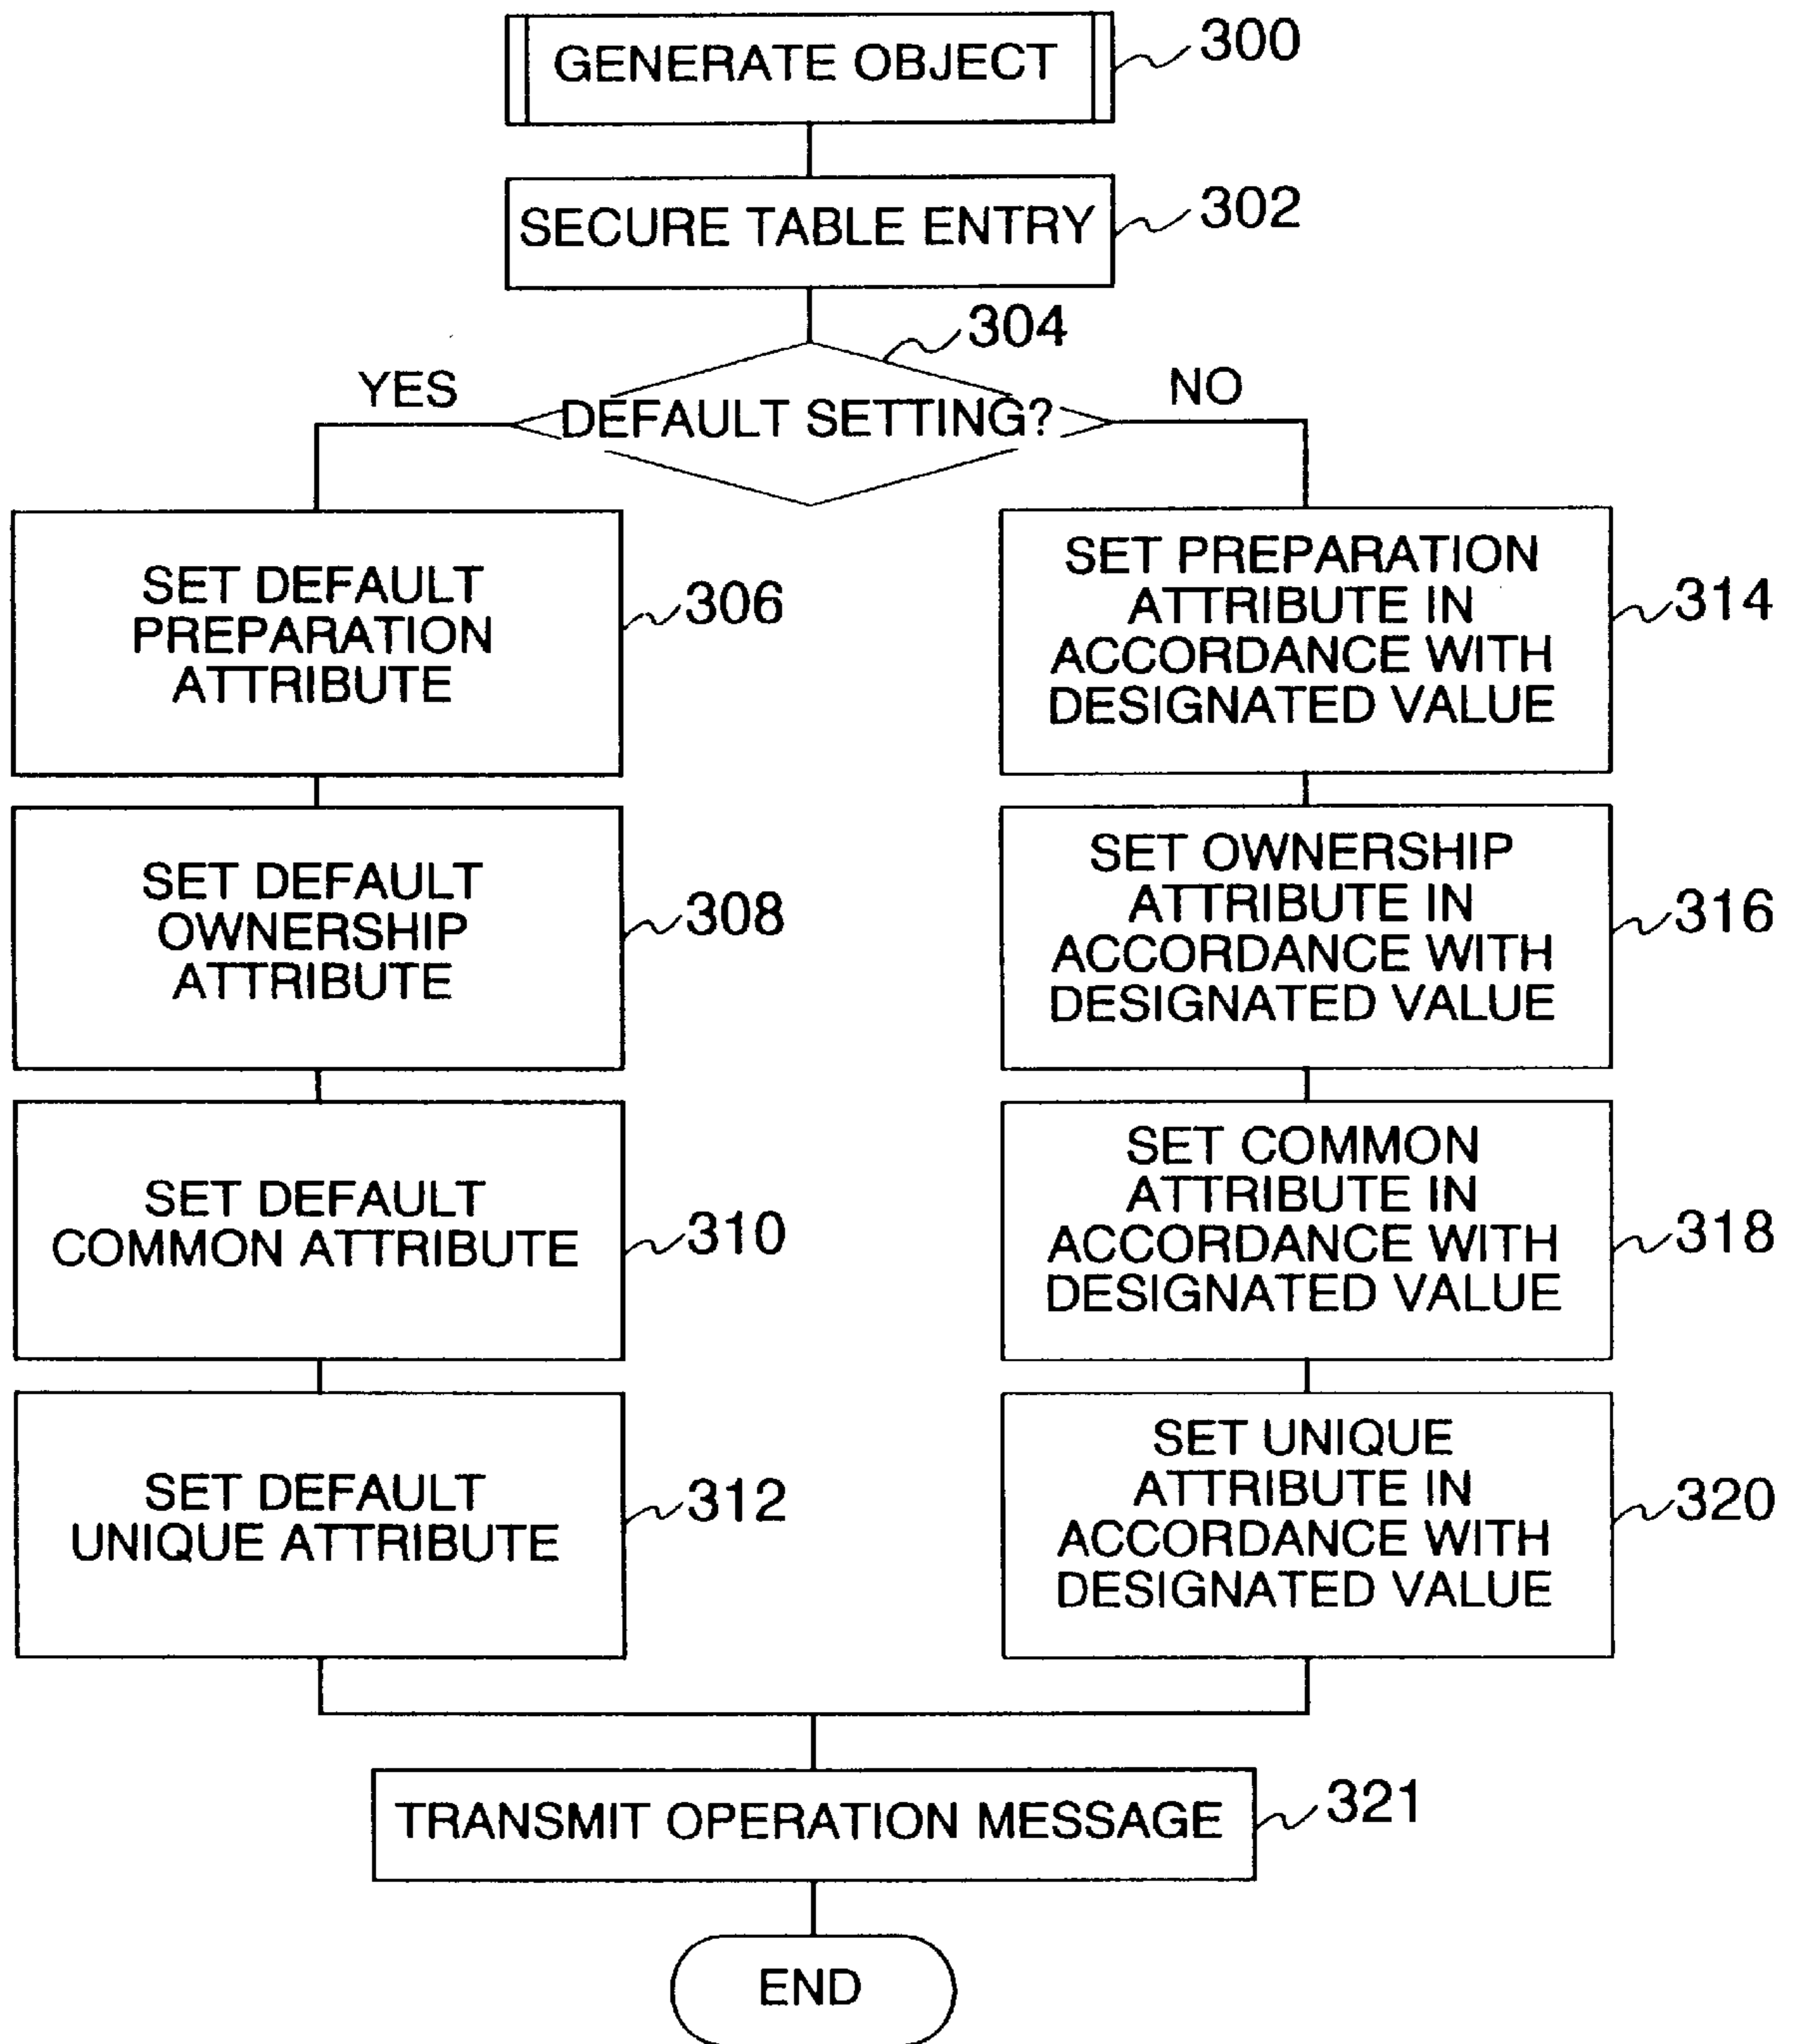 GENERATE OBJECT
300
SECURE TABLE ENTRY
302
304
YES
DEFAULT SETTING?
NO
SET DEFAULT
PREPARATION
ATTRIBUTE
306
SET DEFAULT
OWNERSHIP
ATTRIBUTE
308
SET DEFAULT
COMMON ATTRIBUTE
310
SET DEFAULT
UNIQUE ATTRIBUTE
312
SET PREPARATION
ATTRIBUTE IN
ACCORDANCE WITH
DESIGNATED VALUE
314
SET OWNERSHIP
ATTRIBUTE IN
ACCORDANCE WITH
DESIGNATED VALUE
316
SET COMMON
ATTRIBUTE IN
ACCORDANCE WITH
DESIGNATED VALUE
318
SET UNIQUE
ATTRIBUTE IN
ACCORDANCE WITH
DESIGNATED VALUE
320
TRANSMIT OPERATION MESSAGE
321
END